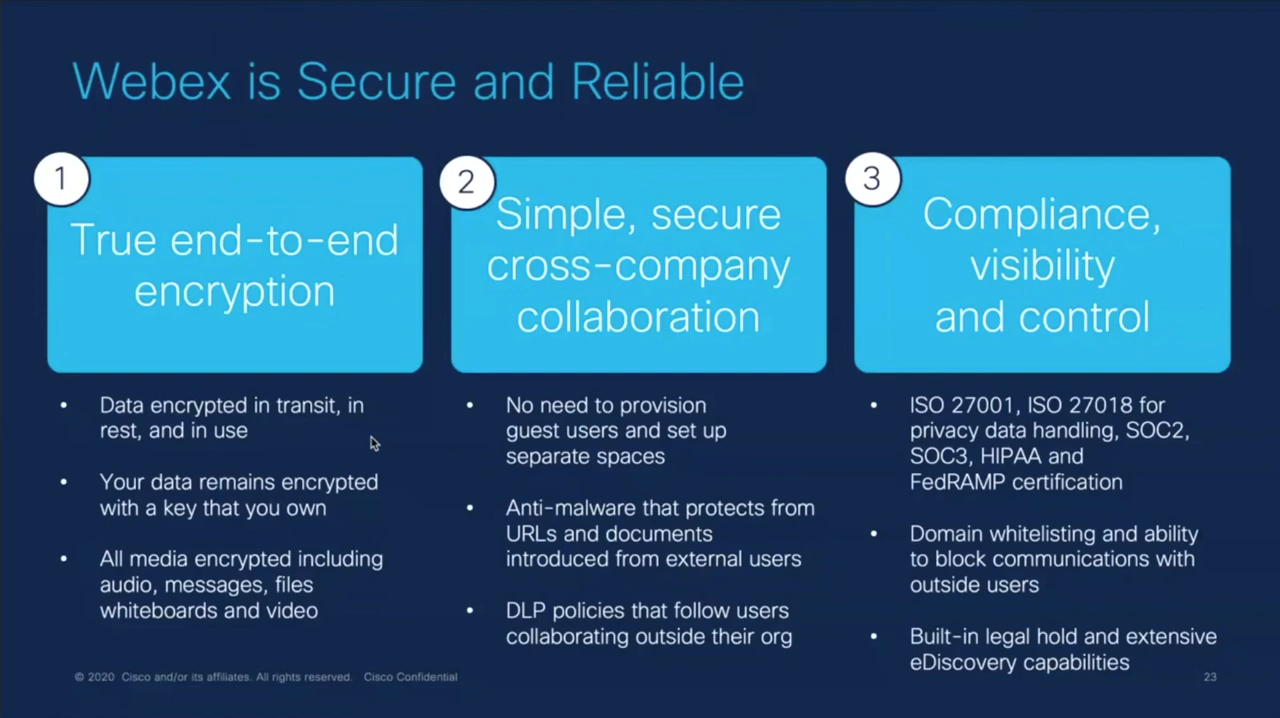 Webex is Secure and Reliable
1
True end-to-end
encryption
• Data encrypted in transit, in
rest, and in use
• Your data remains encrypted
with a key that you own
• All media encrypted including
audio, messages, files
whiteboards and video
2
Simple, secure
cross-company
collaboration
• No need to provision
guest users and set up
separate spaces
• Anti-malware that protects from
URLs and documents
introduced from external users
• DLP policies that follow users
collaborating outside their org
3
Compliance,
visibility
and control
• ISO 27001, ISO 27018 for
privacy data handling, SOC2,
SOC3, HIPAA and
FedRAMP certification
• Domain whitelisting and ability
to block communications with
outside users
• Built-in legal hold and extensive
eDiscovery capabilities
© 2020 Cisco and/or its affiliates. All rights reserved. Cisco Confidential
23